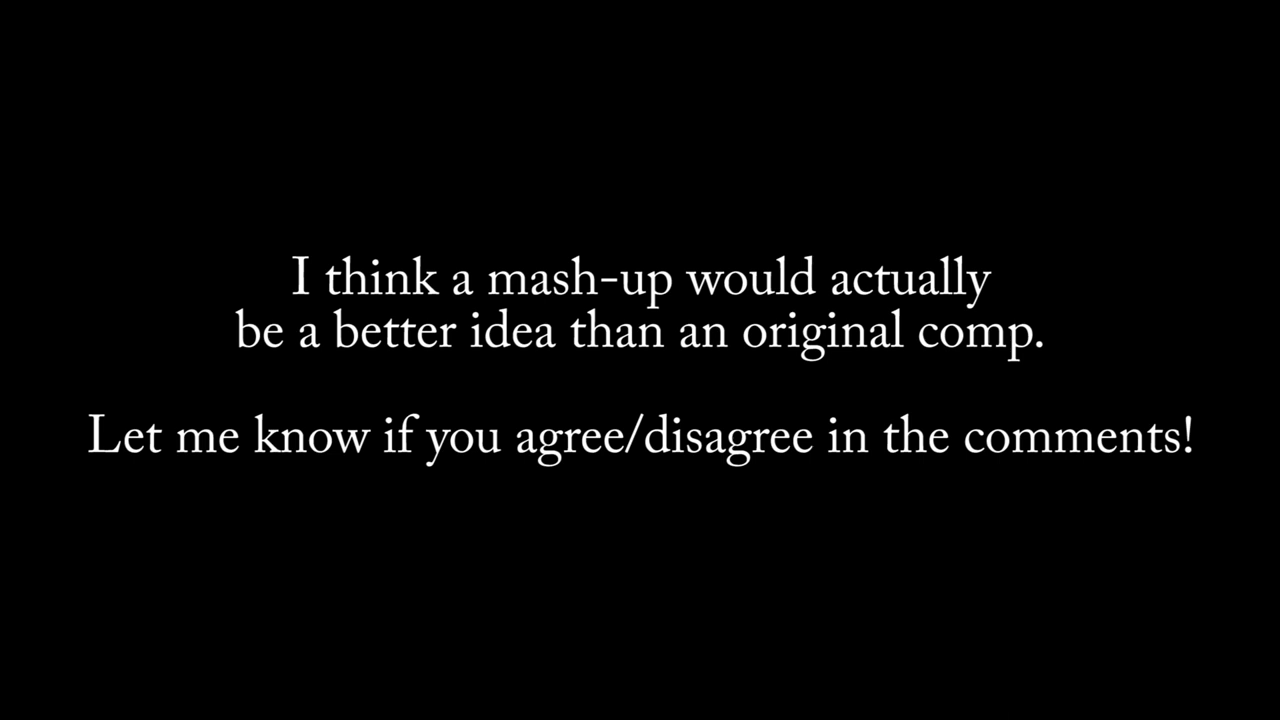 I think a mash-up would actually
be a better idea than an original comp.
Let me know if you agree/disagree in the comments!